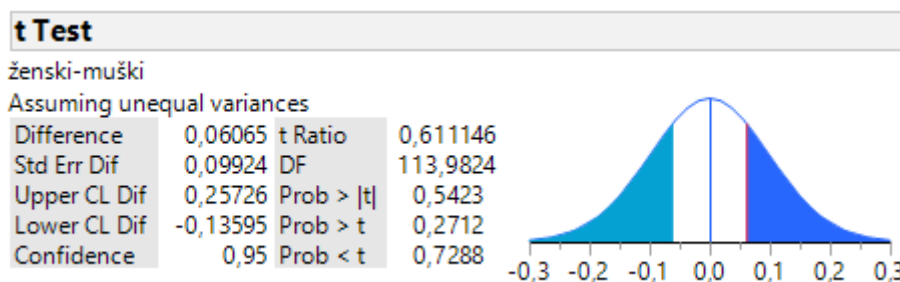 t Test
ženski-muški
Assuming unequal variances
Difference 0,06065 t Ratio 0,611146
Std Err Dif 0,09924 DF 113,9824
Upper CL Dif 0,25726 Prob > |t| 0,5423
Lower CL Dif -0,13595 Prob > t 0,2712
Confidence 0,95 Prob < t 0,7288
-0,3 -0,2 -0,1 0,0 0,1 0,2 0,3